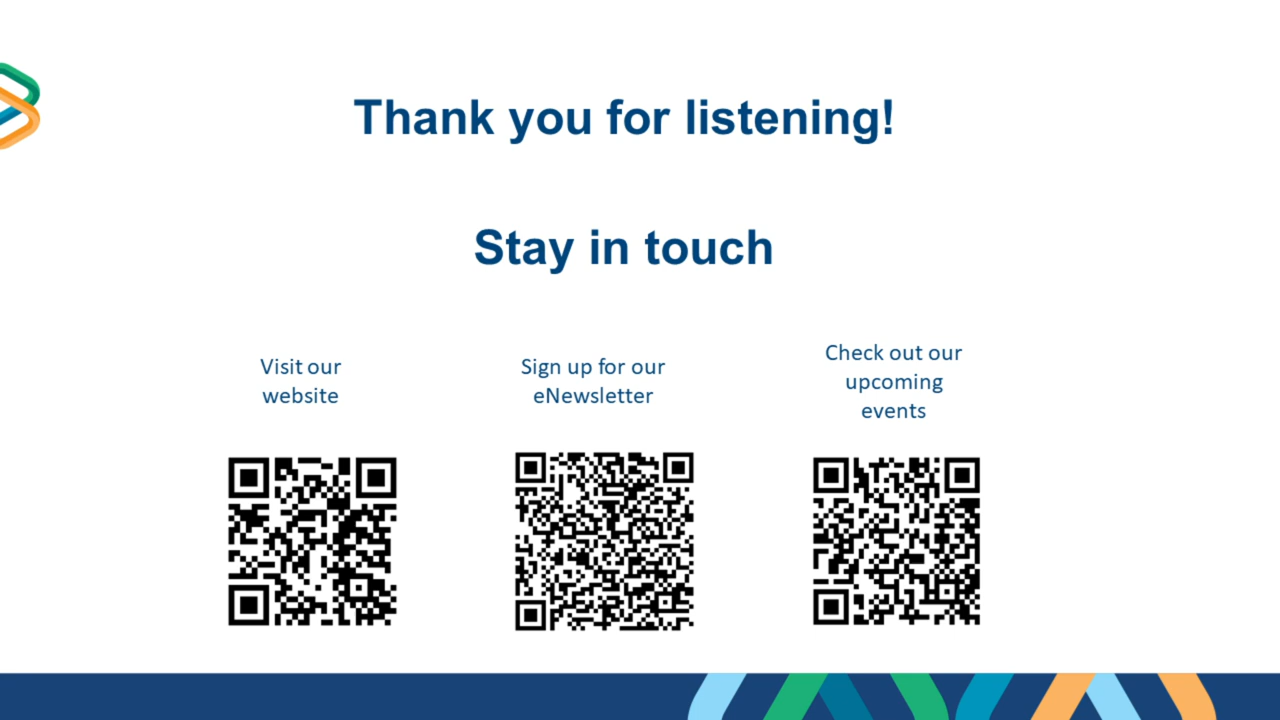 Thank you for listening!
Stay in touch
Visit our
website
Sign up for our
eNewsletter
Check out our
upcoming
events